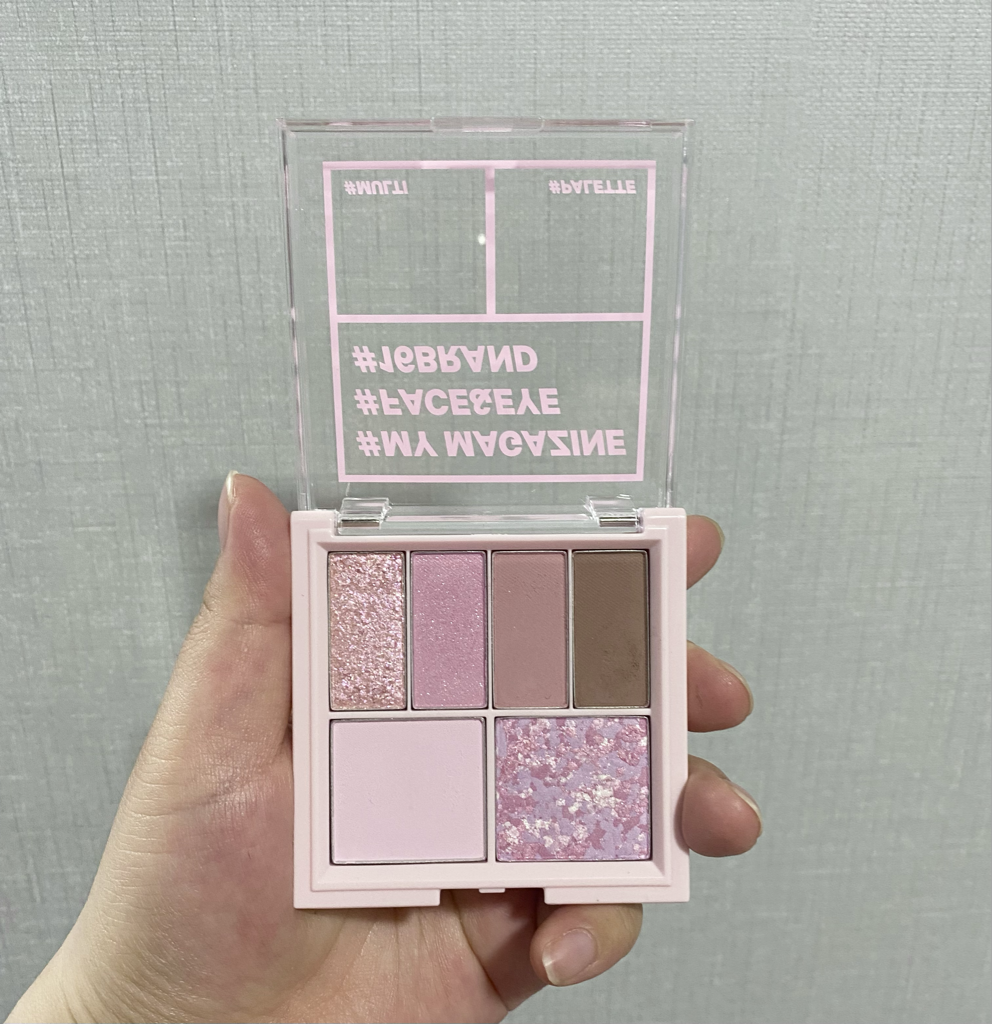 #MY MAGAZINE
#FACE&EYE
#16BRAND
#MULTI #PALETTE